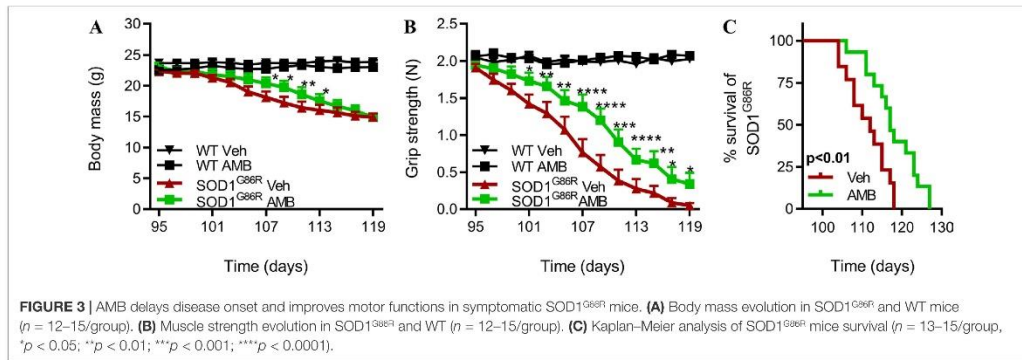 A
Body mass (g)
30
25
20
15
10
5
0
* * ** *
WT Veh
WT AMB
SOD1G86R Veh
SOD1G86R AMB
95 101 107 113 119
Time (days)
B
Grip strength (N)
2.5
2.0
1.5
1.0
0.5
0.0
* ** ** **** **** *** **** ** * *
WT Veh
WT AMB
SOD1G86R Veh
SOD1G86R AMB
95 101 107 113 119
Time (days)
C
% survival of
SOD1G86R
100
75
50
25
0
p<0.01
Veh
AMB
100 110 120 130
Time (days)
FIGURE 3 | AMB delays disease onset and improves motor functions in symptomatic SOD1G86R mice. (A) Body mass evolution in SOD1G86R and WT mice
(n = 12–15/group). (B) Muscle strength evolution in SOD1G86R and WT (n = 12–15/group). (C) Kaplan–Meier analysis of SOD1G86R mice survival (n = 13–15/group,
*p < 0.05; **p < 0.01; ***p < 0.001; ****p < 0.0001).